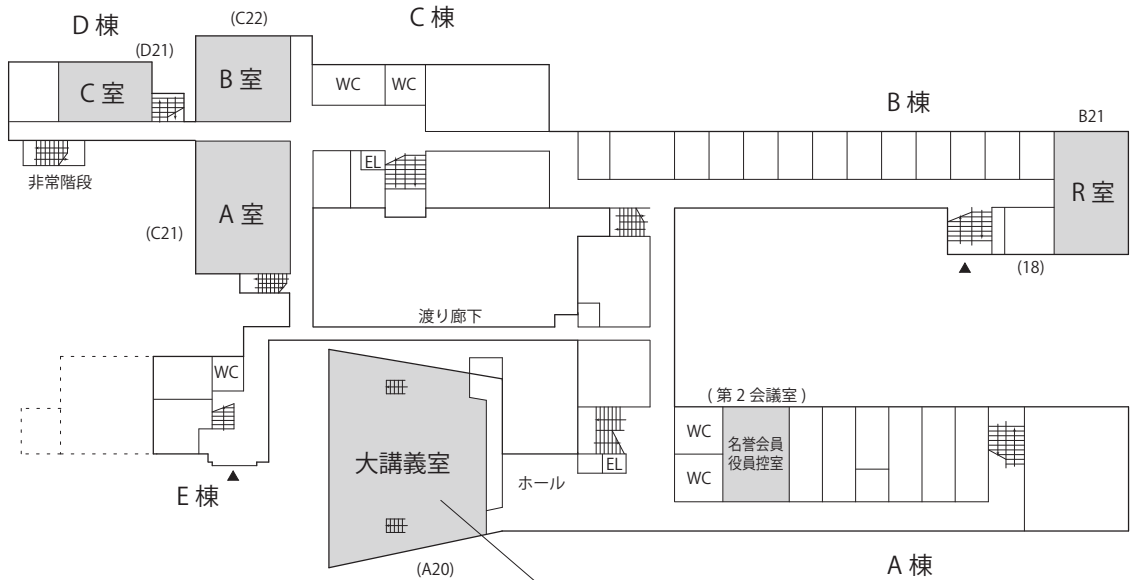 D 棟
(C22)
C 棟
(D21)
B 室
C 室
WC
WC
B 棟
B21
EL
非常階段
A 室
R 室
(C21)
(18)
▲
渡り廊下
WC
( 第 2 会議室 )
WC
名誉会員
役員控室
大講義室
WC
EL
ホール
▲
E 棟
(A20)
A 棟